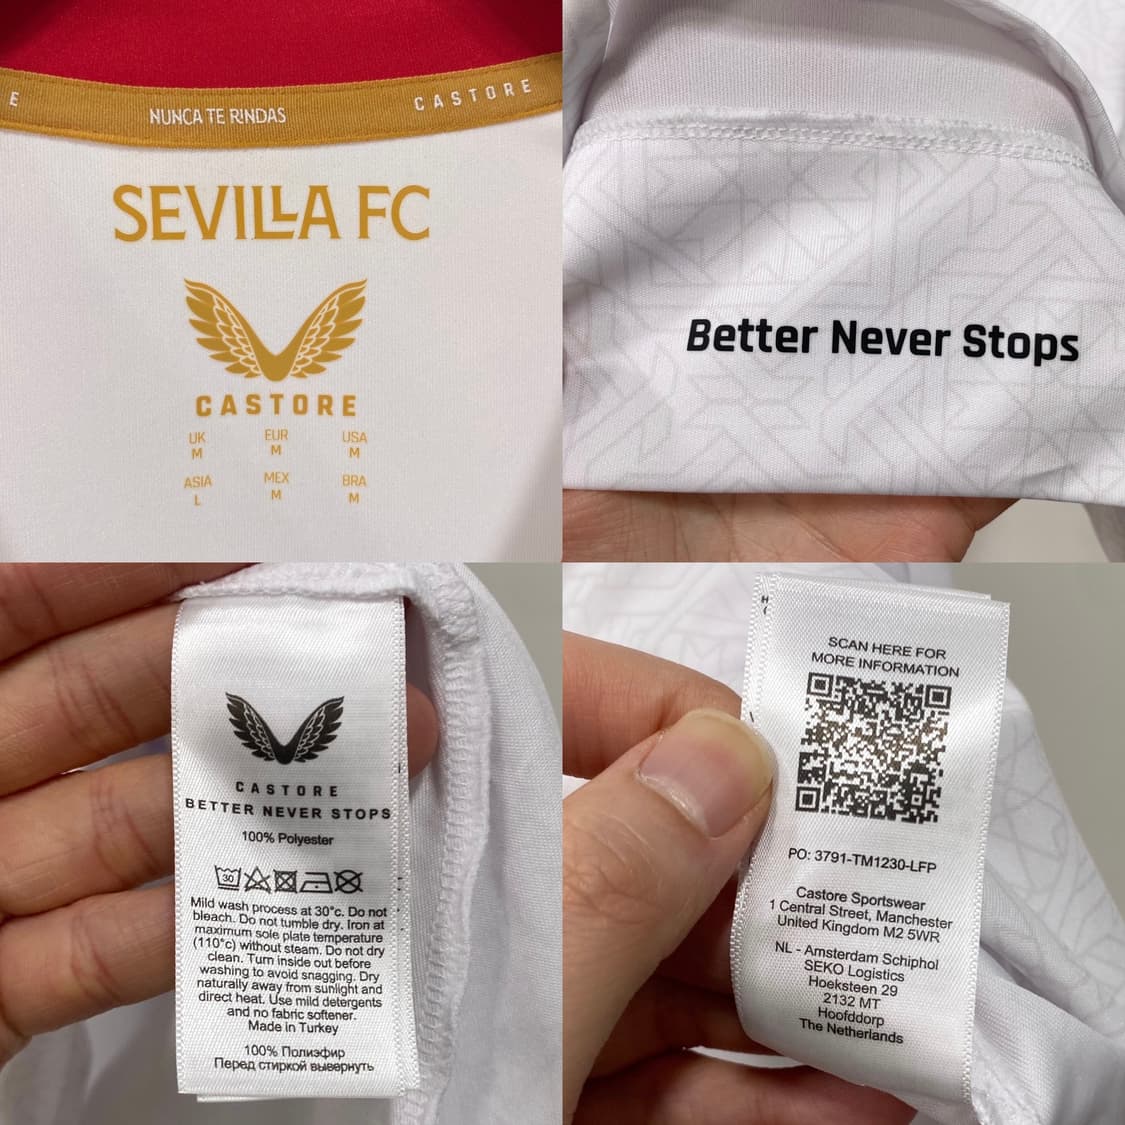 E
NUNCA TE RINDAS
CASTORE
SEVILLA FC
CASTORE
UK EUR USA
M M M
ASIA MEX BRA
L M M
Better Never Stops
CASTORE
BETTER NEVER STOPS
100% Polyester
30
Mild wash process at 30°c. Do not
bleach. Do not tumble dry. Iron at
maximum sole plate temperature
(110°c) without steam. Do not dry
clean. Turn inside out before
washing to avoid snagging. Dry
naturally away from sunlight and
direct heat. Use mild detergents
and no fabric softener.
Made in Turkey
100% Полиэфир
Перед стиркой вывернуть
SCAN HERE FOR
MORE INFORMATION
PO: 3791-TM1230-LFP
Castore Sportswear
1 Central Street, Manchester
United Kingdom M2 5WR
NL - Amsterdam Schiphol
SEKO Logistics
Hoeksteen 29
2132 MT
Hoofddorp
The Netherlands